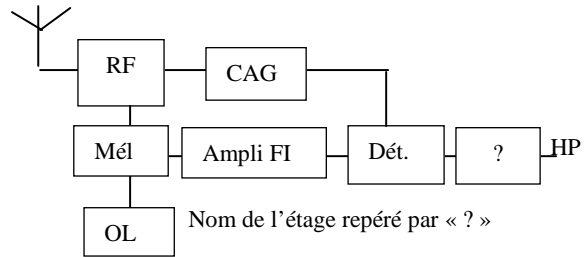 RF CAG
Mél Ampli FI Dét. ? HP
OL Nom de l'étage repéré par « ? »